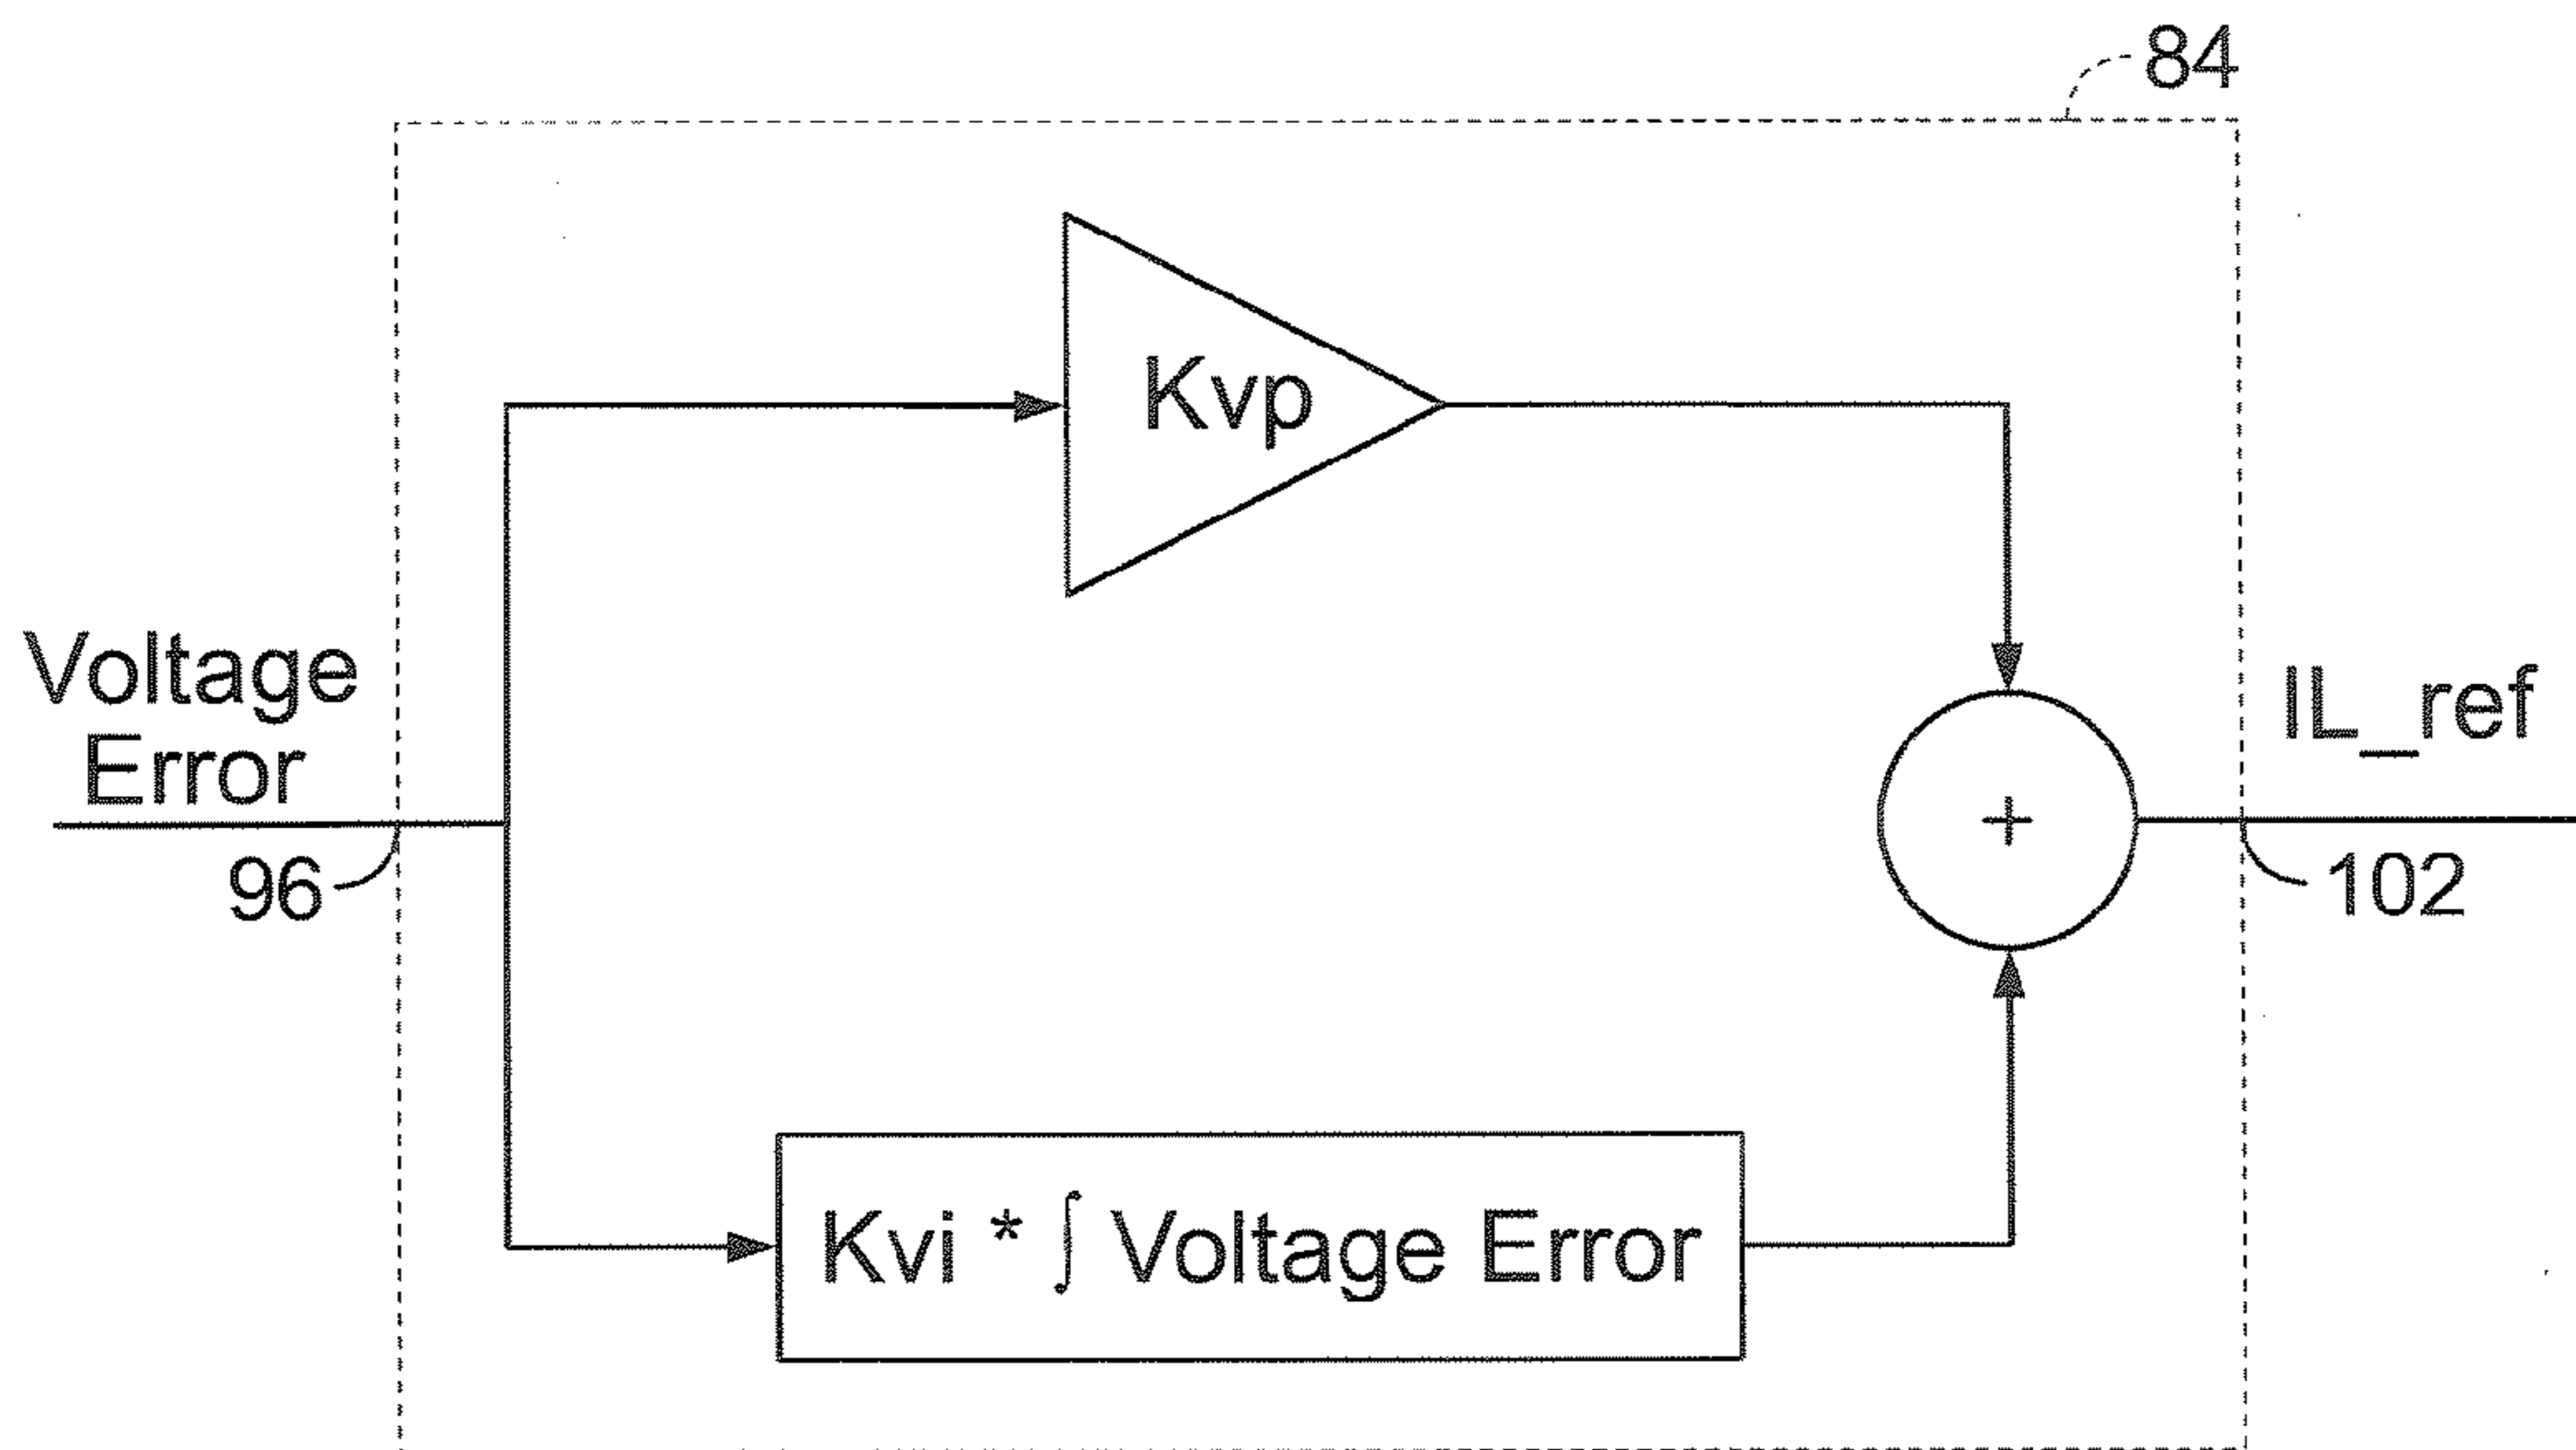 84
Kvp
Voltage
Error
IL_ref
96
+
102
Kvi * ∫ Voltage Error